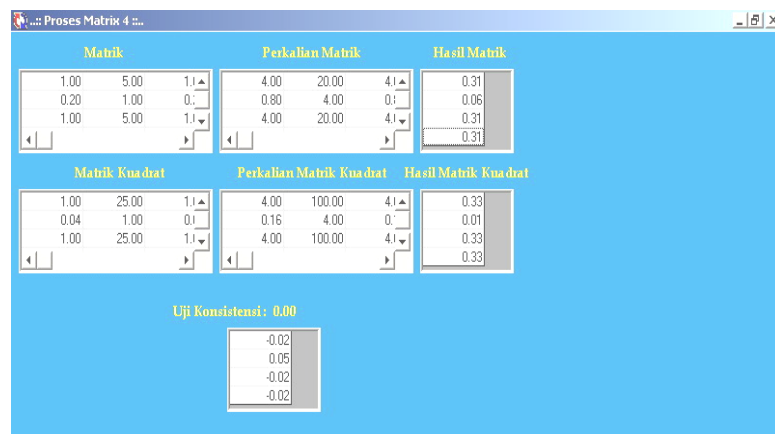 ..:: Proses Matrix 4 ::..
Matrik Perkalian Matrik Hasil Matrik
1.00 5.00 4.00 20.00 0.31
0.20 1.00 0.80 4.00 0.06
1.00 5.00 4.00 20.00 0.31
0.31
Matrik Kuadrat Perkalian Matrik Kuadrat Hasil Matrik Kuadrat
1.00 25.00 4.00 100.00 0.33
0.04 1.00 0.16 4.00 0.01
1.00 25.00 4.00 100.00 0.33
0.33
Uji Konsistensi : 0.00
-0.02
0.05
-0.02
-0.02